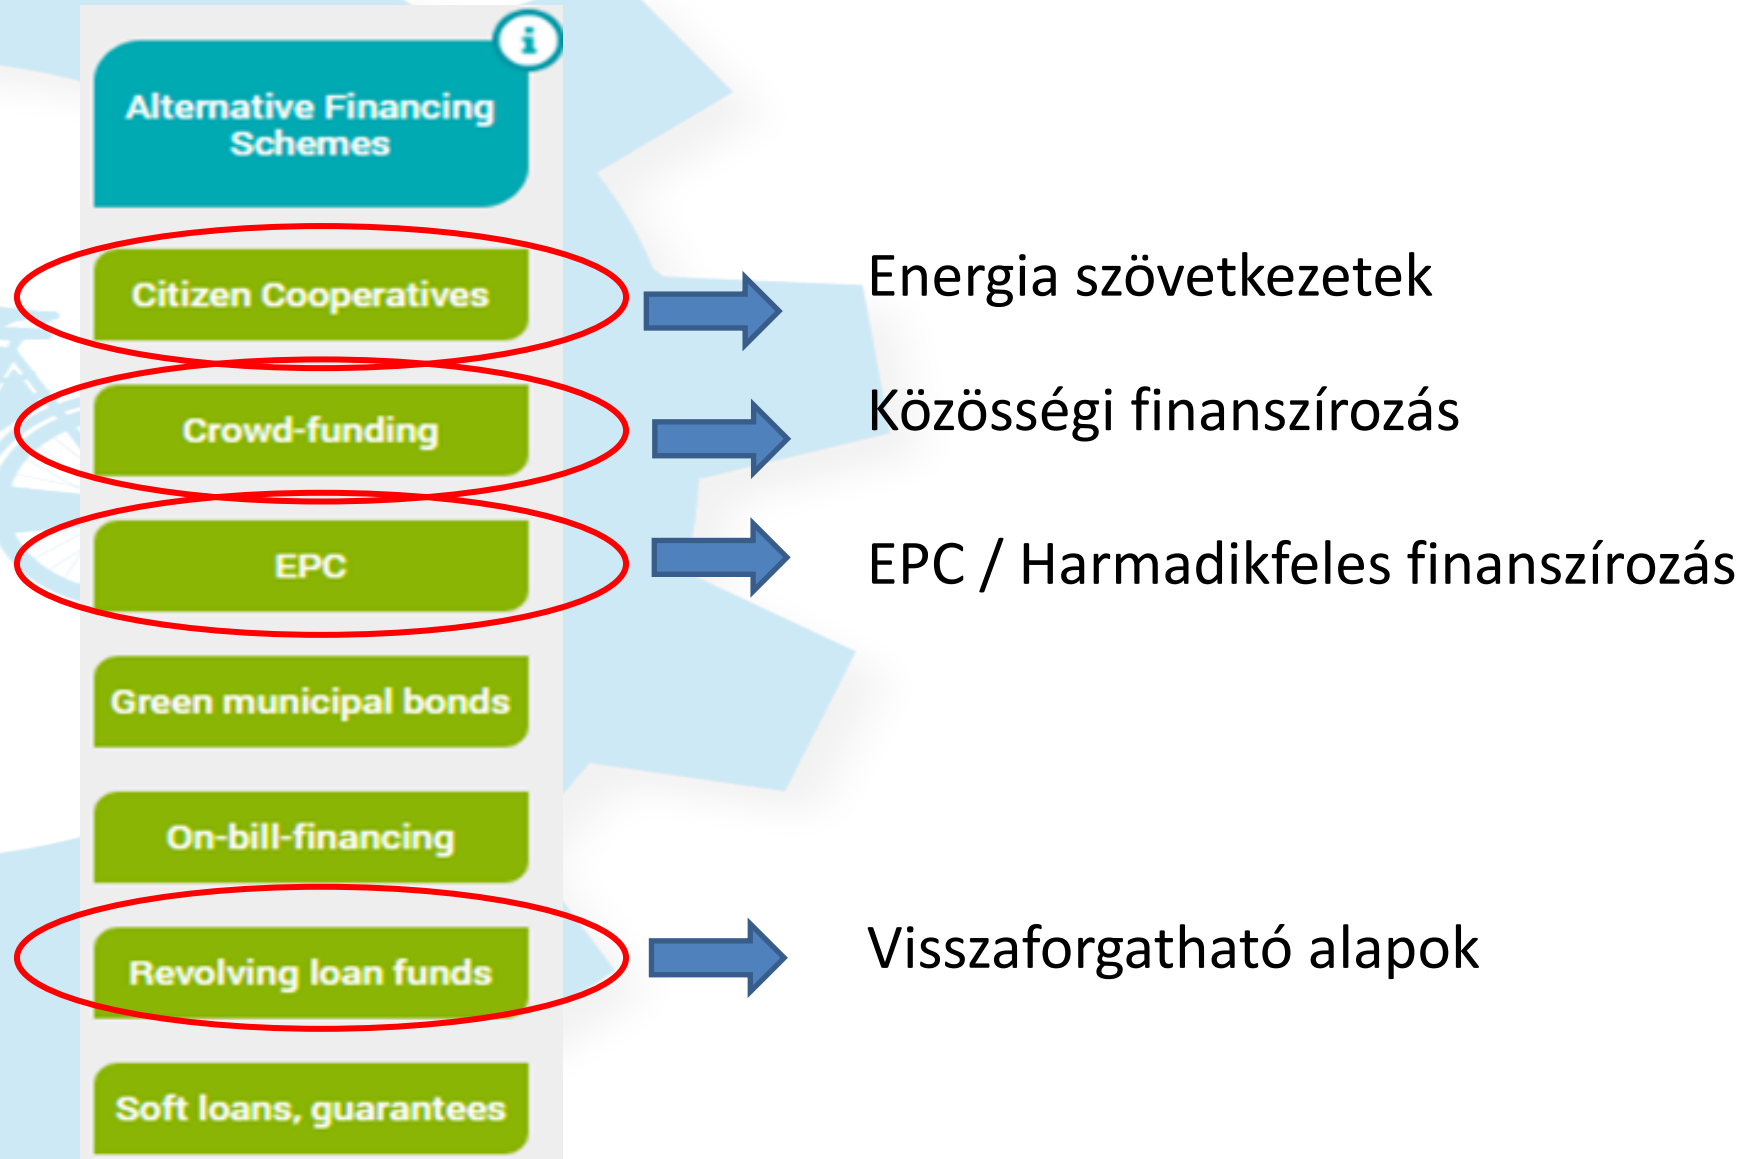 i
Alternative Financing
Schemes
Citizen Cooperatives
Energia szövetkezetek
Crowd-funding
Közösségi finanszírozás
EPC
EPC / Harmadikfeles finanszírozás
Green municipal bonds
On-bill-financing
Revolving loan funds
Visszaforgatható alapok
Soft loans, guarantees